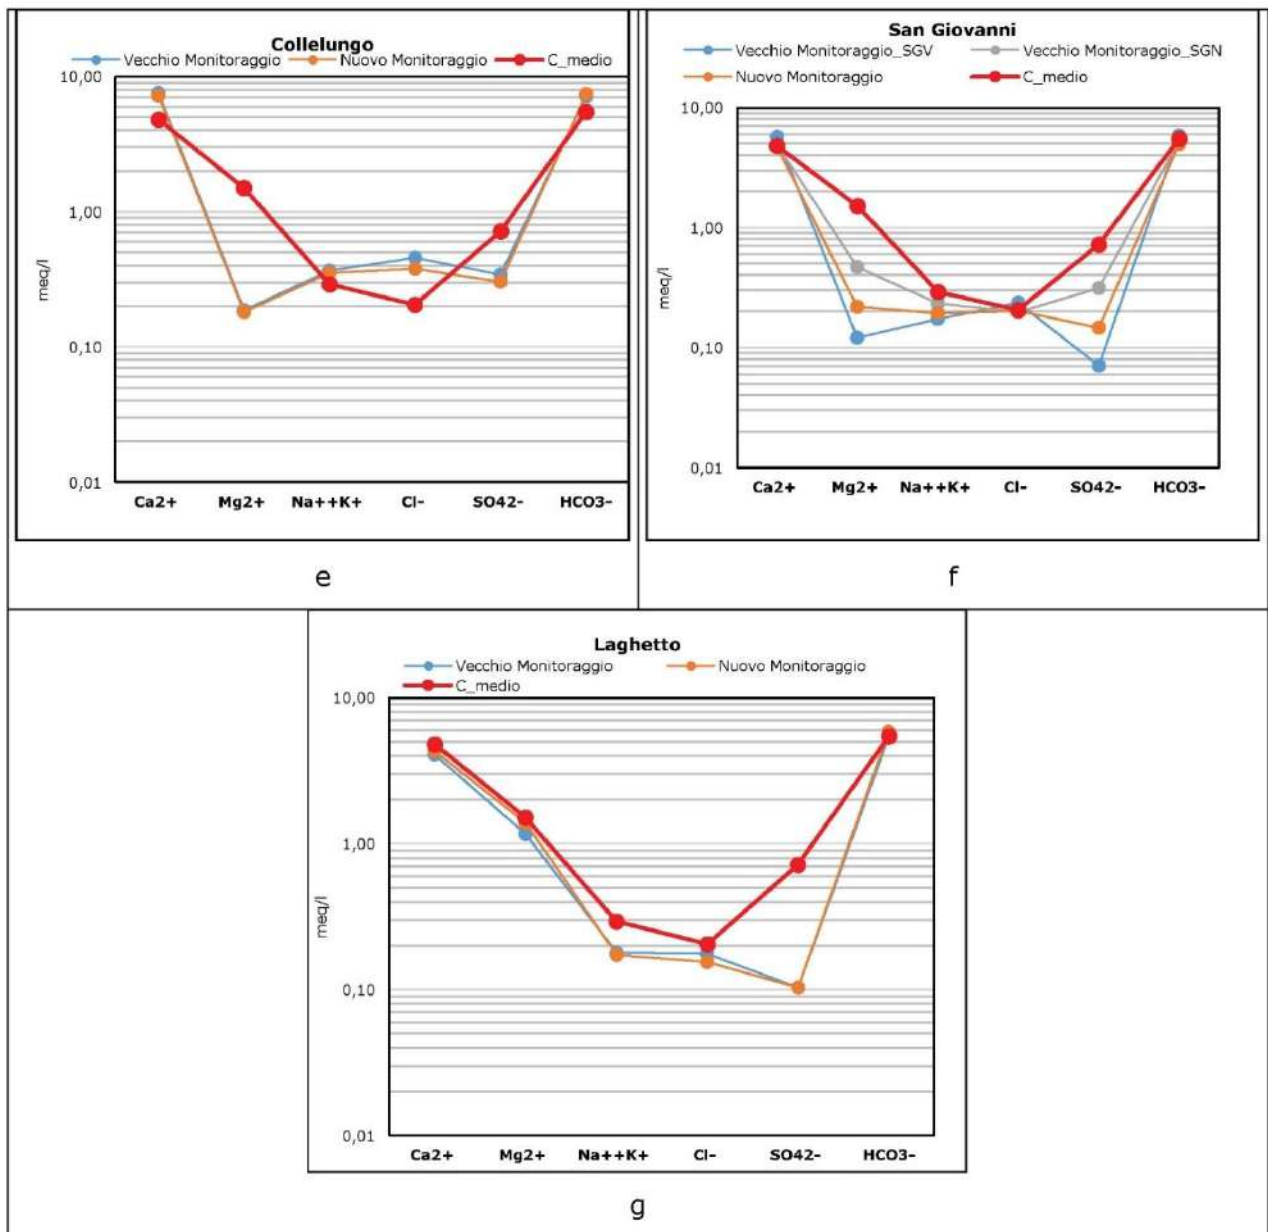 Collelungo
Vecchio Monitoraggio Nuovo Monitoraggio C_medio
10,00
1,00
0,10
0,01
meq/l
Ca2+ Mg2+ Na++K+ Cl- SO42- HCO3-
e
San Giovanni
Vecchio Monitoraggio_SGV Vecchio Monitoraggio_SGN
Nuovo Monitoraggio C_medio
10,00
1,00
0,10
0,01
meq/l
Ca2+ Mg2+ Na++K+ Cl- SO42- HCO3-
f
Laghetto
Vecchio Monitoraggio Nuovo Monitoraggio
C_medio
10,00
1,00
0,10
0,01
meq/l
Ca2+ Mg2+ Na++K+ Cl- SO42- HCO3-
g